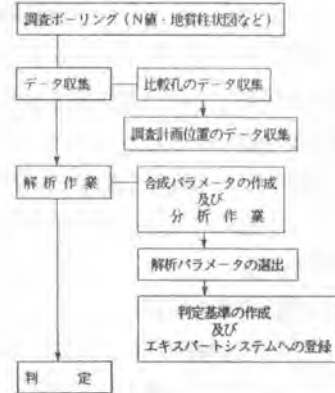 調査ボーリング(N値・地質柱状図など)
データ収集
比較孔のデータ収集
調査計画位置のデータ収集
解析作業
合成パラメータの作成
及び
分析作業
解析パラメータの選出
判定基準の作成
及び
エキスパートシステムへの登録
判 定